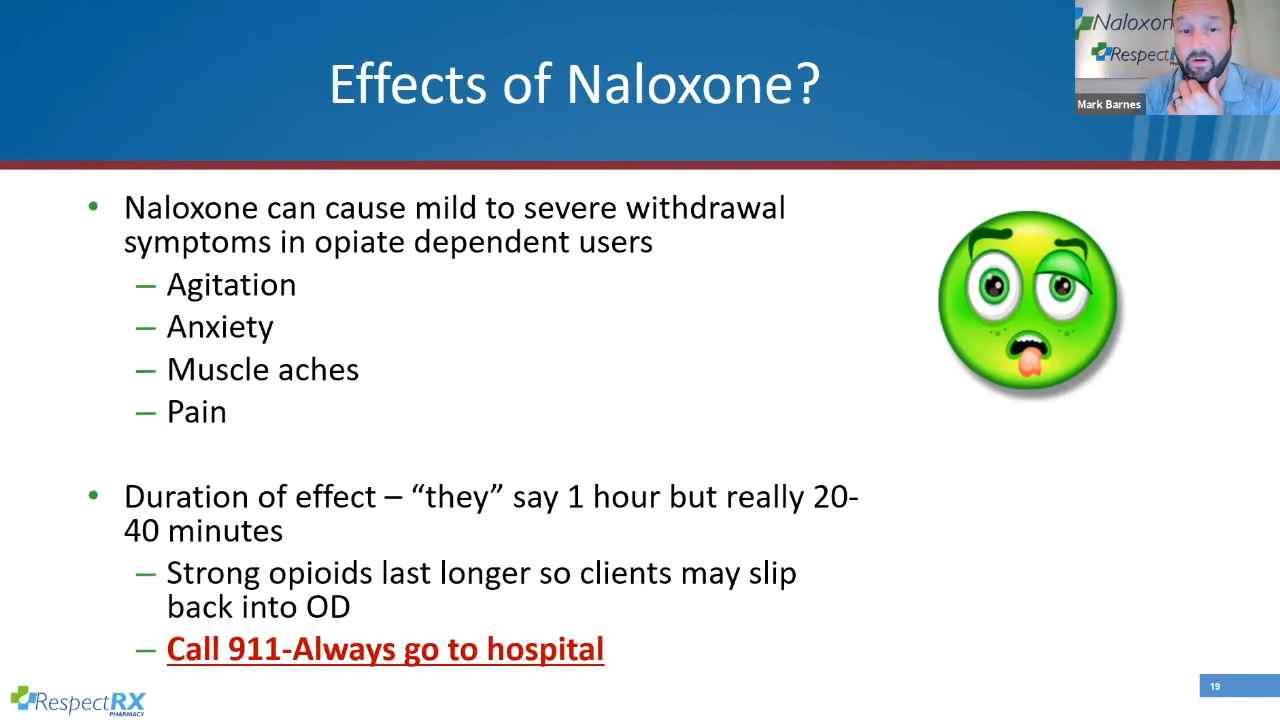 Effects of Naloxone?
Naloxon
RespectR
Mark Barnes
• Naloxone can cause mild to severe withdrawal
symptoms in opiate dependent users
– Agitation
– Anxiety
– Muscle aches
– Pain
• Duration of effect – “they” say 1 hour but really 20-
40 minutes
– Strong opioids last longer so clients may slip
back into OD
– Call 911-Always go to hospital
RespectRX
PHARMACY
19